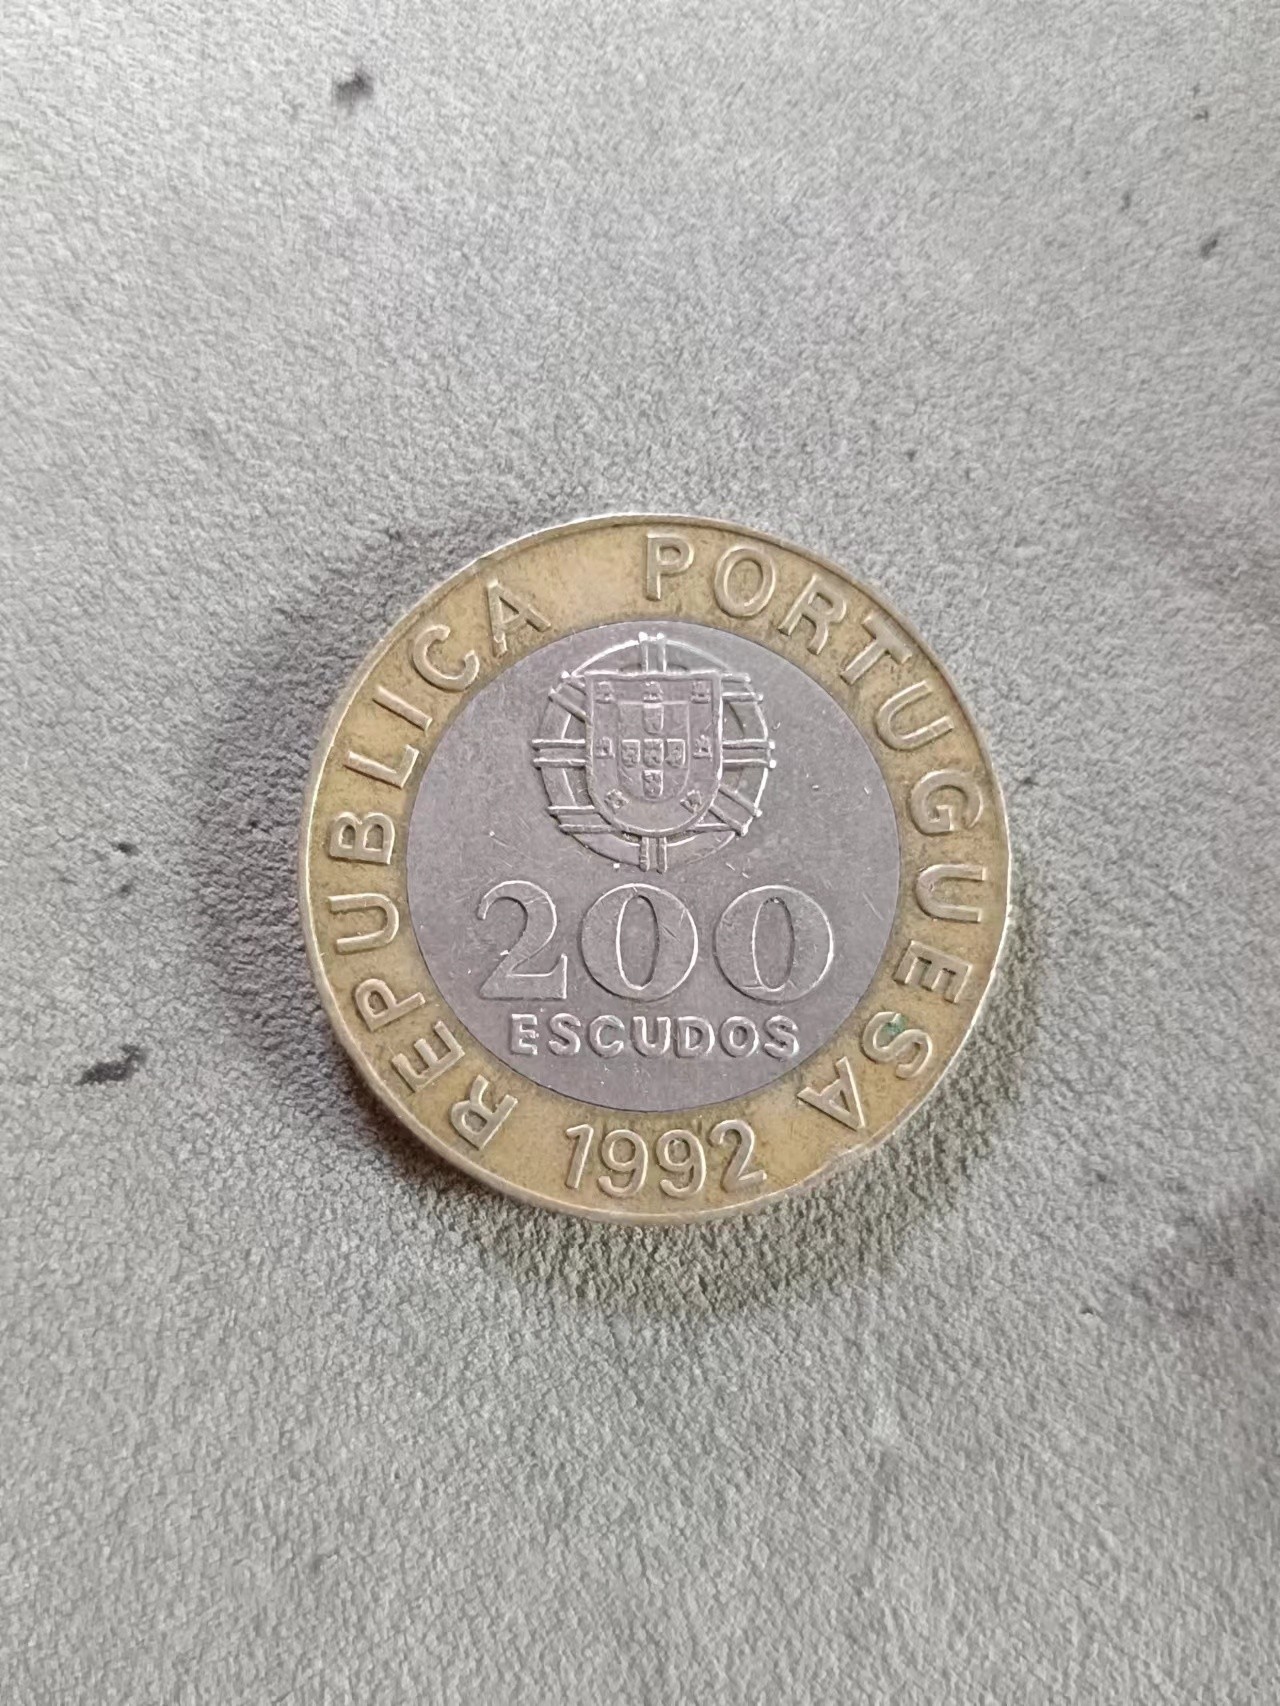 REPUBLICA PORTUGUESA
200
ESCUDOS
1992